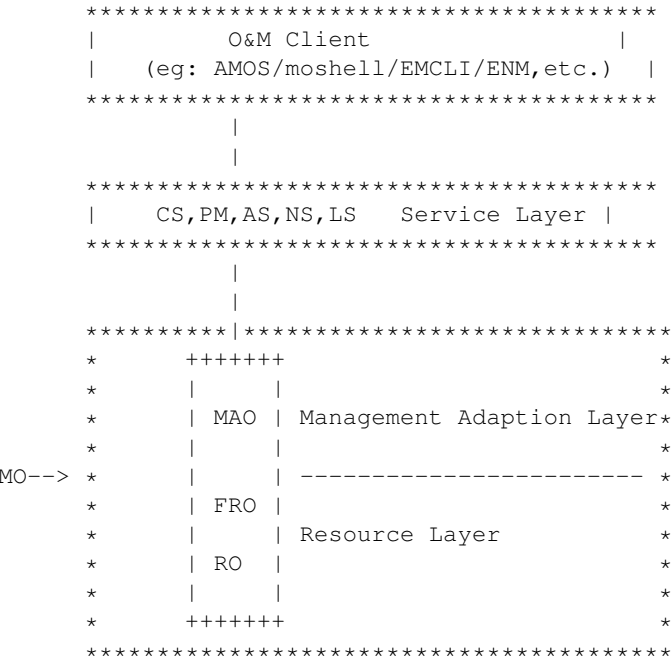 ****************************************
| O&M Client |
| (eg: AMOS/moshell/EMCLI/ENM,etc.) |
****************************************
|
|
****************************************
| CS,PM,AS,NS,LS Service Layer |
****************************************
|
|
**********|******************************
* +++++++ *
* | | *
* | MAO | Management Adaption Layer*
* | | *
MO--> * | | ------------------------ *
* | FRO | *
* | | Resource Layer *
* | RO | *
* | | *
* +++++++ *
*****************************************